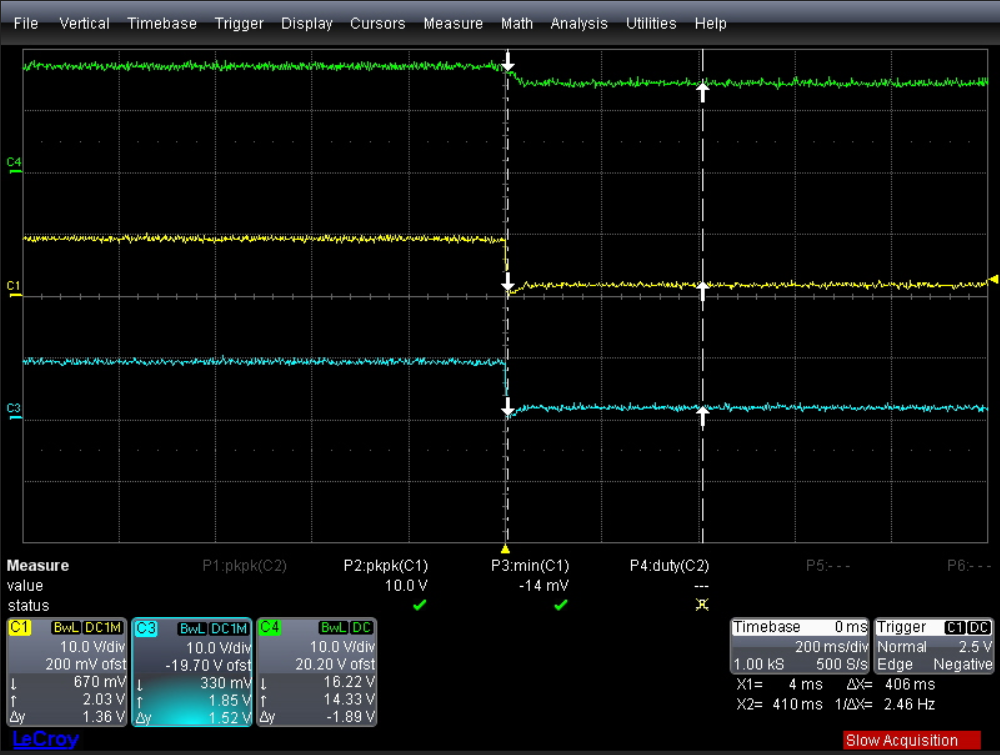 File Vertical Timebase Trigger Display Cursors Measure Math Analysis Utilities Help
C4
C1
C3
Measure P1:pkpk(C2) P2:pkpk(C1) P3:min(C1) P4:duty(C2) P5:--- P6:---
value 10.0 V -14 mV ---
status
C1 BwL DC1M
10.0 V/div
200 mV ofst
↓ 670 mV
↑ 2.03 V
Δy 1.36 V
C3 BwL DC1M
10.0 V/div
-19.70 V ofst
↓ 330 mV
↑ 1.85 V
Δy 1.52 V
C4 BwL DC
10.0 V/div
20.20 V ofst
↓ 16.22 V
↑ 14.33 V
Δy -1.89 V
Timebase 0 ms
200 ms/div
1.00 kS 500 S/s
Trigger C1 DC
Normal 2.5 V
Edge Negative
X1= 4 ms ΔX= 406 ms
X2= 410 ms 1/ΔX= 2.46 Hz
LeCroy
Slow Acquisition